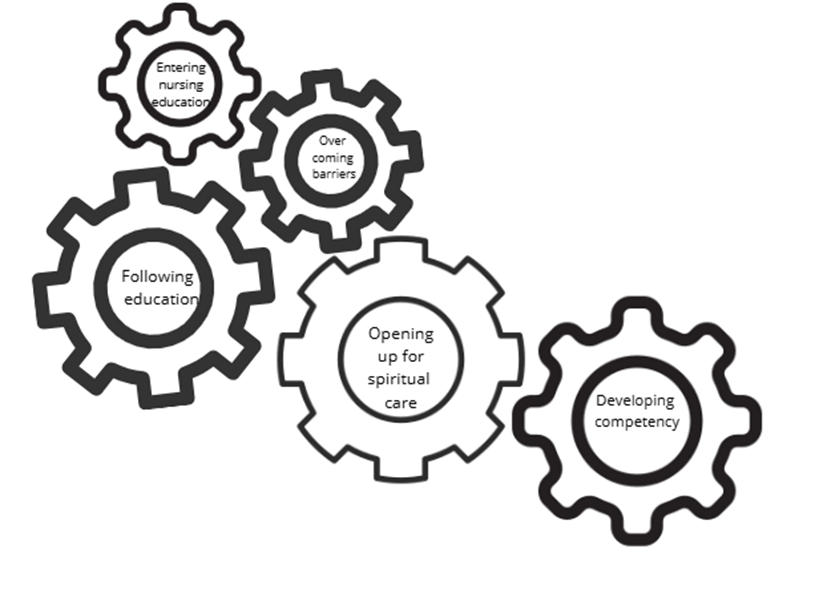 Entering
nursing
education
Over
coming
barriers
Following
education
Opening
up for
spiritual
care
Developing
competency